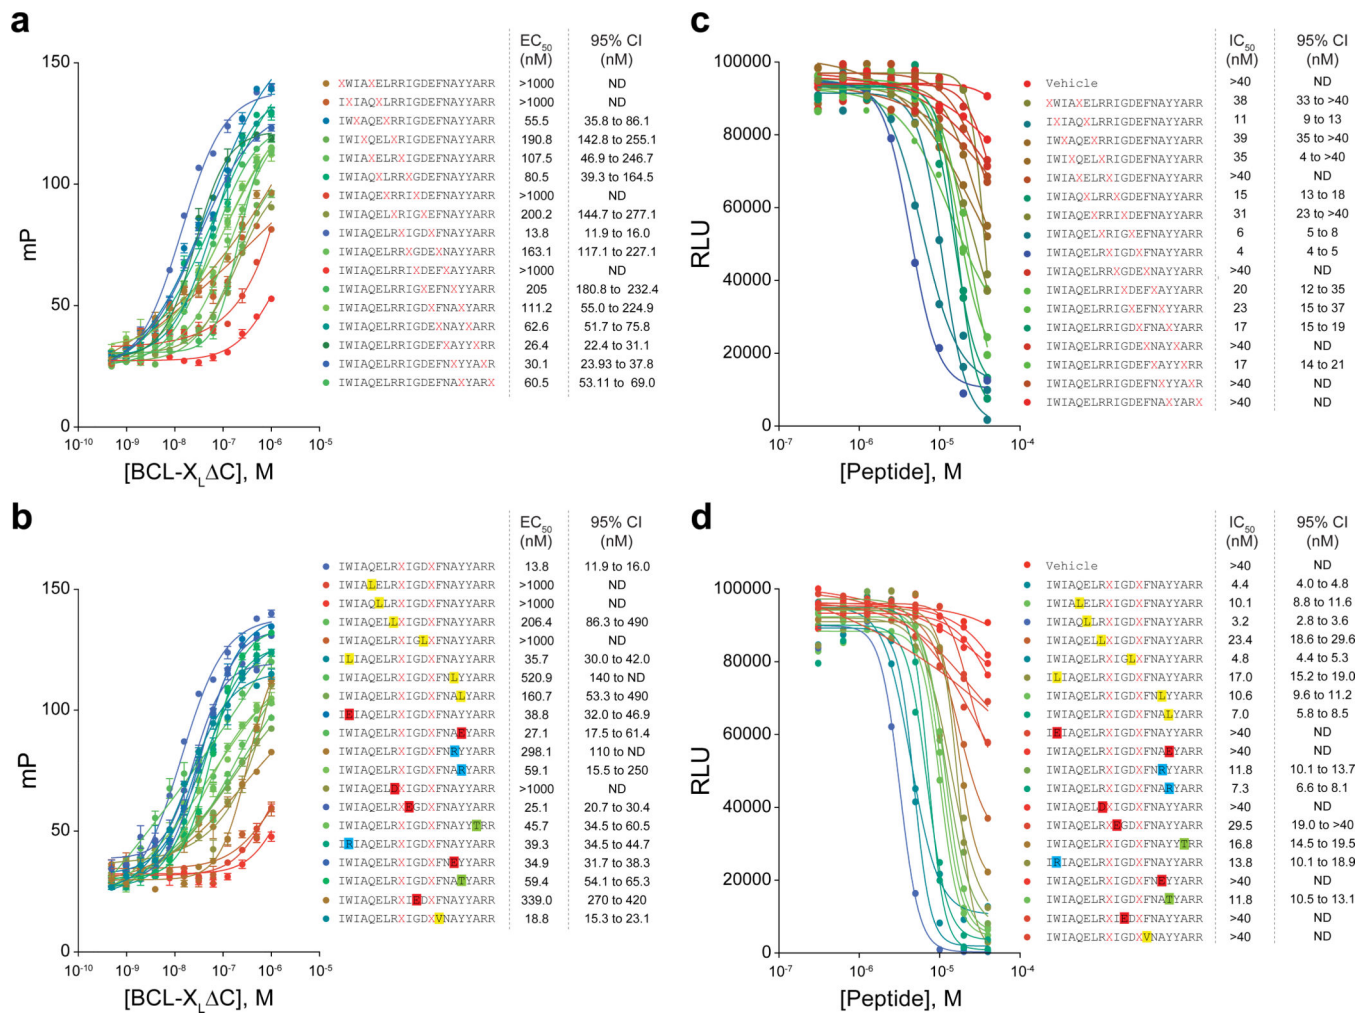 a
EC50 (nM)
95% CI (nM)
150
100
50
0
mP
10-10
10-9
10-8
10-7
10-6
10-5
[BCL-XLΔC], M
XWIAXELRRIGDEFNAYYARR >1000 ND
IXIAQXLRRIGDEFNAYYARR >1000 ND
IWXAQEXRRIGDEFNAYYARR 55.5 35.8 to 86.1
IWIXQELXRIGDEFNAYYARR 190.8 142.8 to 255.1
IWIAXELRXIGDEFNAYYARR 107.5 46.9 to 246.7
IWIAQXLRRXGDEFNAYYARR 80.5 39.3 to 164.5
IWIAQEXRRIXDEFNAYYARR >1000 ND
IWIAQELXRIGXEFNAYYARR 200.2 144.7 to 277.1
IWIAQELRXIGDXFNAYYARR 13.8 11.9 to 16.0
IWIAQELRRXGDEXNAYYARR 163.1 117.1 to 227.1
IWIAQELRRIXDEFXAYYARR >1000 ND
IWIAQELRRIGXEFNXYYARR 205 180.8 to 232.4
IWIAQELRRIGDXFNAXYARR 111.2 55.0 to 224.9
IWIAQELRRIGDEXNAYXARR 62.6 51.7 to 75.8
IWIAQELRRIGDEFXAYYXRR 26.4 22.4 to 31.1
IWIAQELRRIGDEFNXYYAXR 30.1 23.93 to 37.8
IWIAQELRRIGDEFNAXYARX 60.5 53.11 to 69.0
c
IC50 (nM)
95% CI (nM)
100000
80000
60000
40000
20000
0
RLU
10-7
10-6
10-5
10-4
[Peptide], M
Vehicle >40 ND
XWIAXELRRIGDEFNAYYARR 38 33 to >40
IXIAQXLRRIGDEFNAYYARR 11 9 to 13
IWXAQEXRRIGDEFNAYYARR 39 35 to >40
IWIXQELXRIGDEFNAYYARR 35 4 to >40
IWIAXELRXIGDEFNAYYARR >40 ND
IWIAQXLRRXGDEFNAYYARR 15 13 to 18
IWIAQEXRRIXDEFNAYYARR 31 23 to >40
IWIAQELXRIGXEFNAYYARR 6 5 to 8
IWIAQELRXIGDXFNAYYARR 4 4 to 5
IWIAQELRRXGDEXNAYYARR >40 ND
IWIAQELRRIXDEFXAYYARR 20 12 to 35
IWIAQELRRIGXEFNXYYARR 23 15 to 37
IWIAQELRRIGDXFNAXYARR 17 15 to 19
IWIAQELRRIGDEXNAYXARR >40 ND
IWIAQELRRIGDEFXAYYXRR 17 14 to 21
IWIAQELRRIGDEFNXYYAXR >40 ND
IWIAQELRRIGDEFNAXYARX >40 ND
b
EC50 (nM)
95% CI (nM)
150
100
50
0
mP
10-10
10-9
10-8
10-7
10-6
10-5
[BCL-XLΔC], M
IWIAQELRXIGDXFNAYYARR 13.8 11.9 to 16.0
IWIALELRXIGDXFNAYYARR >1000 ND
IWIAQLLRXIGDXFNAYYARR >1000 ND
IWIAQELLXIGDXFNAYYARR 206.4 86.3 to 490
IWIAQELRXIGLXFNAYYARR >1000 ND
ILIAQELRXIGDXFNAYYARR 35.7 30.0 to 42.0
IWIAQELRXIGDXFNLYYARR 520.9 140 to ND
IWIAQELRXIGDXFNALYARR 160.7 53.3 to 490
IEIAQELRXIGDXFNAYYARR 38.8 32.0 to 46.9
IWIAQELRXIGDXFNAEYARR 27.1 17.5 to 61.4
IWIAQELRXIGDXFNRYYARR 298.1 110 to ND
IWIAQELRXIGDXFNARYARR 59.1 15.5 to 250
IWIAQELDXIGDXFNAYYARR >1000 ND
IWIAQELRXEGDXFNAYYARR 25.1 20.7 to 30.4
IWIAQELRXIGDXFNAYYTRR 45.7 34.5 to 60.5
IRIAQELRXIGDXFNAYYARR 39.3 34.5 to 44.7
IWIAQELRXIGDXFNEYYARR 34.9 31.7 to 38.3
IWIAQELRXIGDXFNATYARR 59.4 54.1 to 65.3
IWIAQELRXIEDXFNAYYARR 339.0 270 to 420
IWIAQELRXIGDXVNAYYARR 18.8 15.3 to 23.1
d
IC50 (nM)
95% CI (nM)
100000
80000
60000
40000
20000
0
RLU
10-7
10-6
10-5
10-4
[Peptide], M
Vehicle >40 ND
IWIAQELRXIGDXFNAYYARR 4.4 4.0 to 4.8
IWIALELRXIGDXFNAYYARR 10.1 8.8 to 11.6
IWIAQLLRXIGDXFNAYYARR 3.2 2.8 to 3.6
IWIAQELLXIGDXFNAYYARR 23.4 18.6 to 29.6
IWIAQELRXIGLXFNAYYARR 4.8 4.4 to 5.3
ILIAQELRXIGDXFNAYYARR 17.0 15.2 to 19.0
IWIAQELRXIGDXFNLYYARR 10.6 9.6 to 11.2
IWIAQELRXIGDXFNALYARR 7.0 5.8 to 8.5
IEIAQELRXIGDXFNAYYARR >40 ND
IWIAQELRXIGDXFNAEYARR >40 ND
IWIAQELRXIGDXFNRYYARR 11.8 10.1 to 13.7
IWIAQELRXIGDXFNARYARR 7.3 6.6 to 8.1
IWIAQELDXIGDXFNAYYARR >40 ND
IWIAQELRXEGDXFNAYYARR 29.5 19.0 to >40
IWIAQELRXIGDXFNAYYTRR 16.8 14.5 to 19.5
IRIAQELRXIGDXFNAYYARR 13.8 10.1 to 18.9
IWIAQELRXIGDXFNEYYARR >40 ND
IWIAQELRXIGDXFNATYARR 11.8 10.5 to 13.1
IWIAQELRXIEDXFNAYYARR >40 ND
IWIAQELRXIGDXVNAYYARR >40 ND